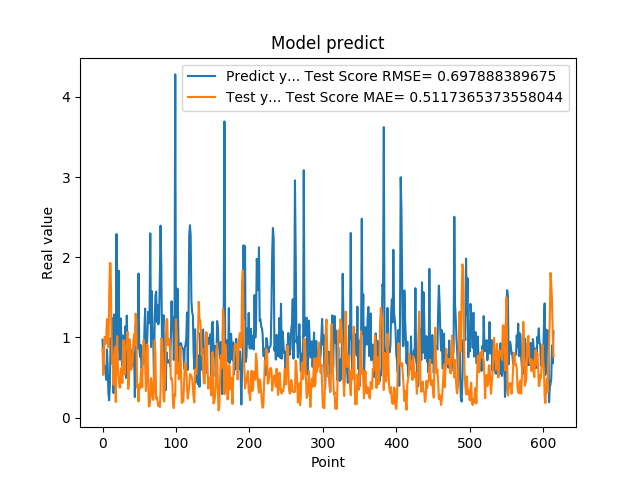 Model predict
Predict y... Test Score RMSE= 0.697888389675
Test y... Test Score MAE= 0.5117365373558044
Real value
4
3
2
1
0
0 100 200 300 400 500 600
Point